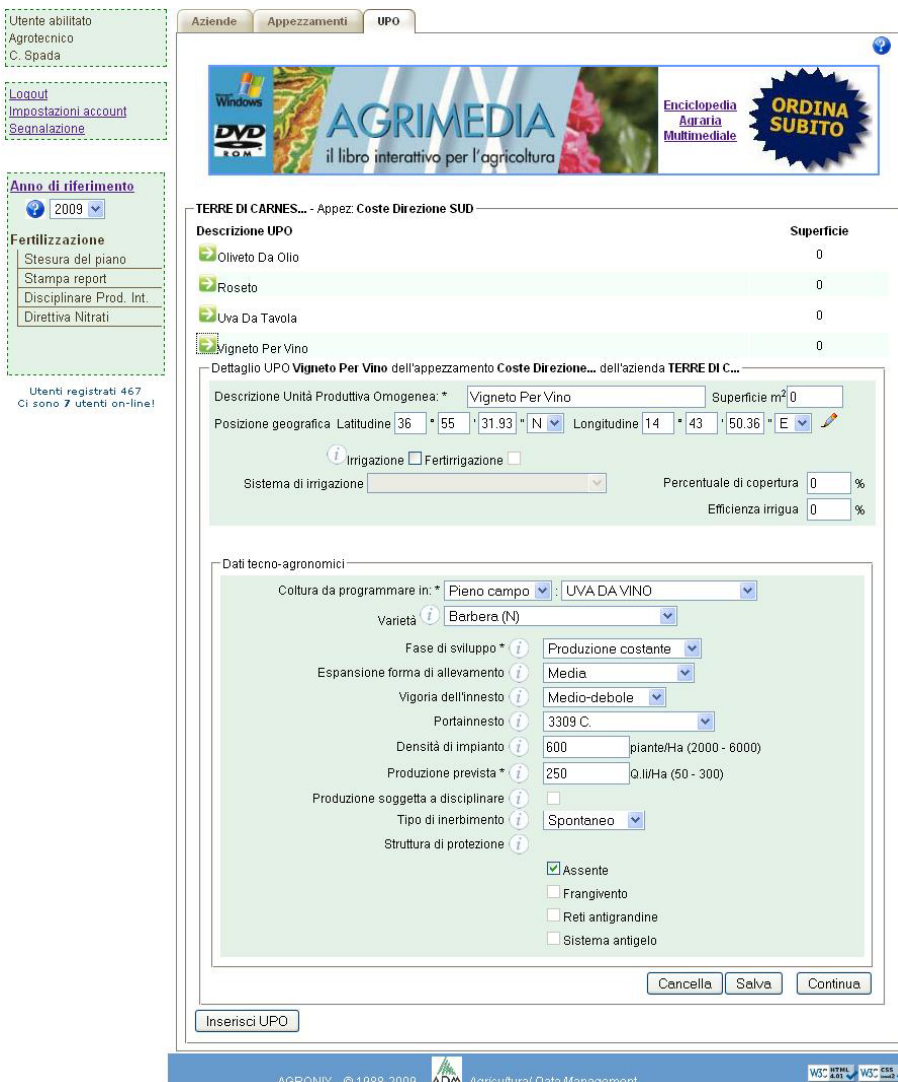 Utente abilitato
Agrotecnico
C. Spada
Logout
Impostazioni account
Segnalazione
Anno di riferimento
2009
Fertilizzazione
Stesura del piano
Stampa report
Disciplinare Prod. Int.
Direttiva Nitrati
Utenti registrati 467
Ci sono 7 utenti on-line!
Aziende Appezzamenti UPO
Microsoft Windows
DVD
ROM
AGRIMEDIA
il libro interattivo per l'agricoltura
Enciclopedia
Agraria
Multimediale
ORDINA
SUBITO
TERRE DI CARNES... - Appez: Coste Direzione SUD
Descrizione UPO Superficie
Oliveto Da Olio 0
Roseto 0
Uva Da Tavola 0
Vigneto Per Vino 0
Dettaglio UPO Vigneto Per Vino dell'appezzamento Coste Direzione... dell'azienda TERRE DI C...
Descrizione Unità Produttiva Omogenea: * Vigneto Per Vino Superficie m2 0
Posizione geografica Latitudine 36 ° 55 ' 31.93 " N Longitudine 14 ° 43 ' 50.36 " E
i Irrigazione Fertirrigazione
Sistema di irrigazione Percentuale di copertura 0 %
Efficienza irrigua 0 %
Dati tecno-agronomici
Coltura da programmare in: * Pieno campo : UVA DA VINO
Varietà i Barbera (N)
Fase di sviluppo * i Produzione costante
Espansione forma di allevamento i Media
Vigoria dell'innesto i Medio-debole
Portainnesto i 3309 C.
Densità di impianto i 600 piante/Ha (2000 - 6000)
Produzione prevista * i 250 Q.li/Ha (50 - 300)
Produzione soggetta a disciplinare i
Tipo di inerbimento i Spontaneo
Struttura di protezione i
Assente
Frangivento
Reti antigrandine
Sistema antigelo
Cancella Salva Continua
Inserisci UPO
AGRONIX - © 1988-2009 ADM Agricultural Data Management
W3C HTML 4.01 W3C CSS